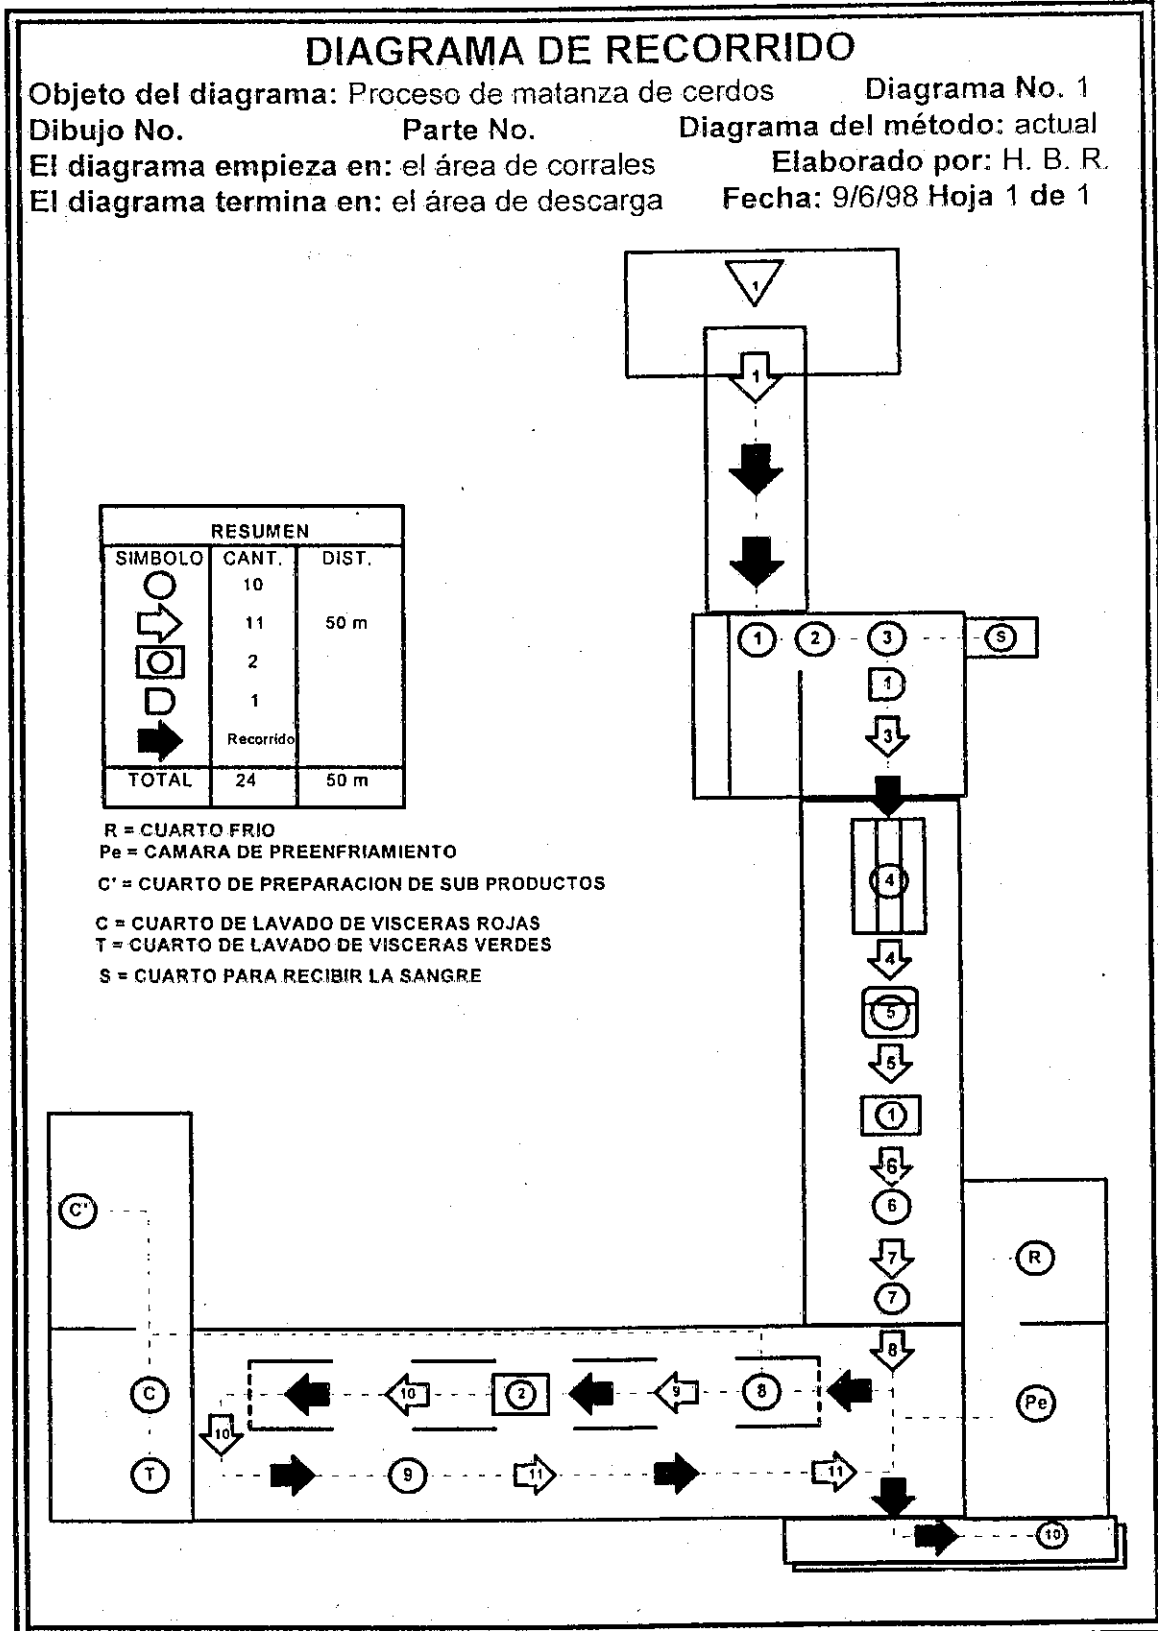 DIAGRAMA DE RECORRIDO
Objeto del diagrama: Proceso de matanza de cerdos Diagrama No. 1
Dibujo No. Parte No. Diagrama del método: actual
El diagrama empieza en: el área de corrales Elaborado por: H. B. R.
El diagrama termina en: el área de descarga Fecha: 9/6/98 Hoja 1 de 1
1
1
RESUMEN
SIMBOLO CANT. DIST.
10
11 50 m
2
1
Recorrido
TOTAL 24 50 m
R = CUARTO FRIO
Pe = CAMARA DE PREENFRIAMIENTO
C' = CUARTO DE PREPARACION DE SUB PRODUCTOS
C = CUARTO DE LAVADO DE VISCERAS ROJAS
T = CUARTO DE LAVADO DE VISCERAS VERDES
S = CUARTO PARA RECIBIR LA SANGRE
1 2 3 S
1
3
4
4
5
5
1
6
6
7
7
8
C'
R
C 10 2 9 8 Pe
10
T 9 11 11
10